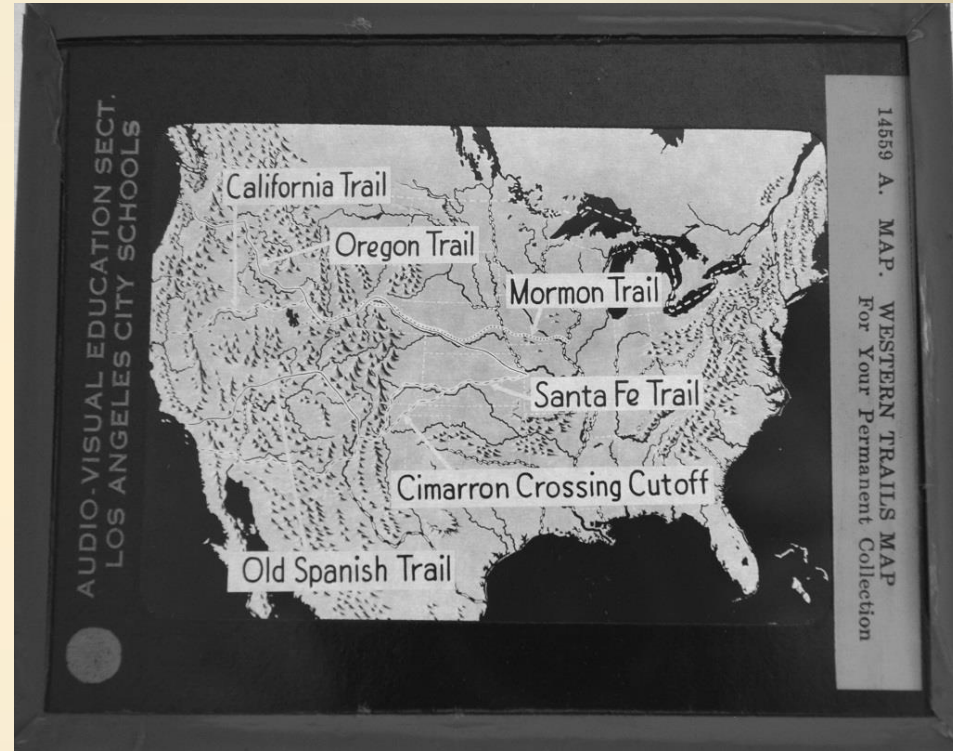 AUDIO-VISUAL EDUCATION SECT.
LOS ANGELES CITY SCHOOLS
California Trail
Oregon Trail
Mormon Trail
Santa Fe Trail
Cimarron Crossing Cutoff
Old Spanish Trail
14559 A. MAP. WESTERN TRAILS MAP
For Your Permanent Collection